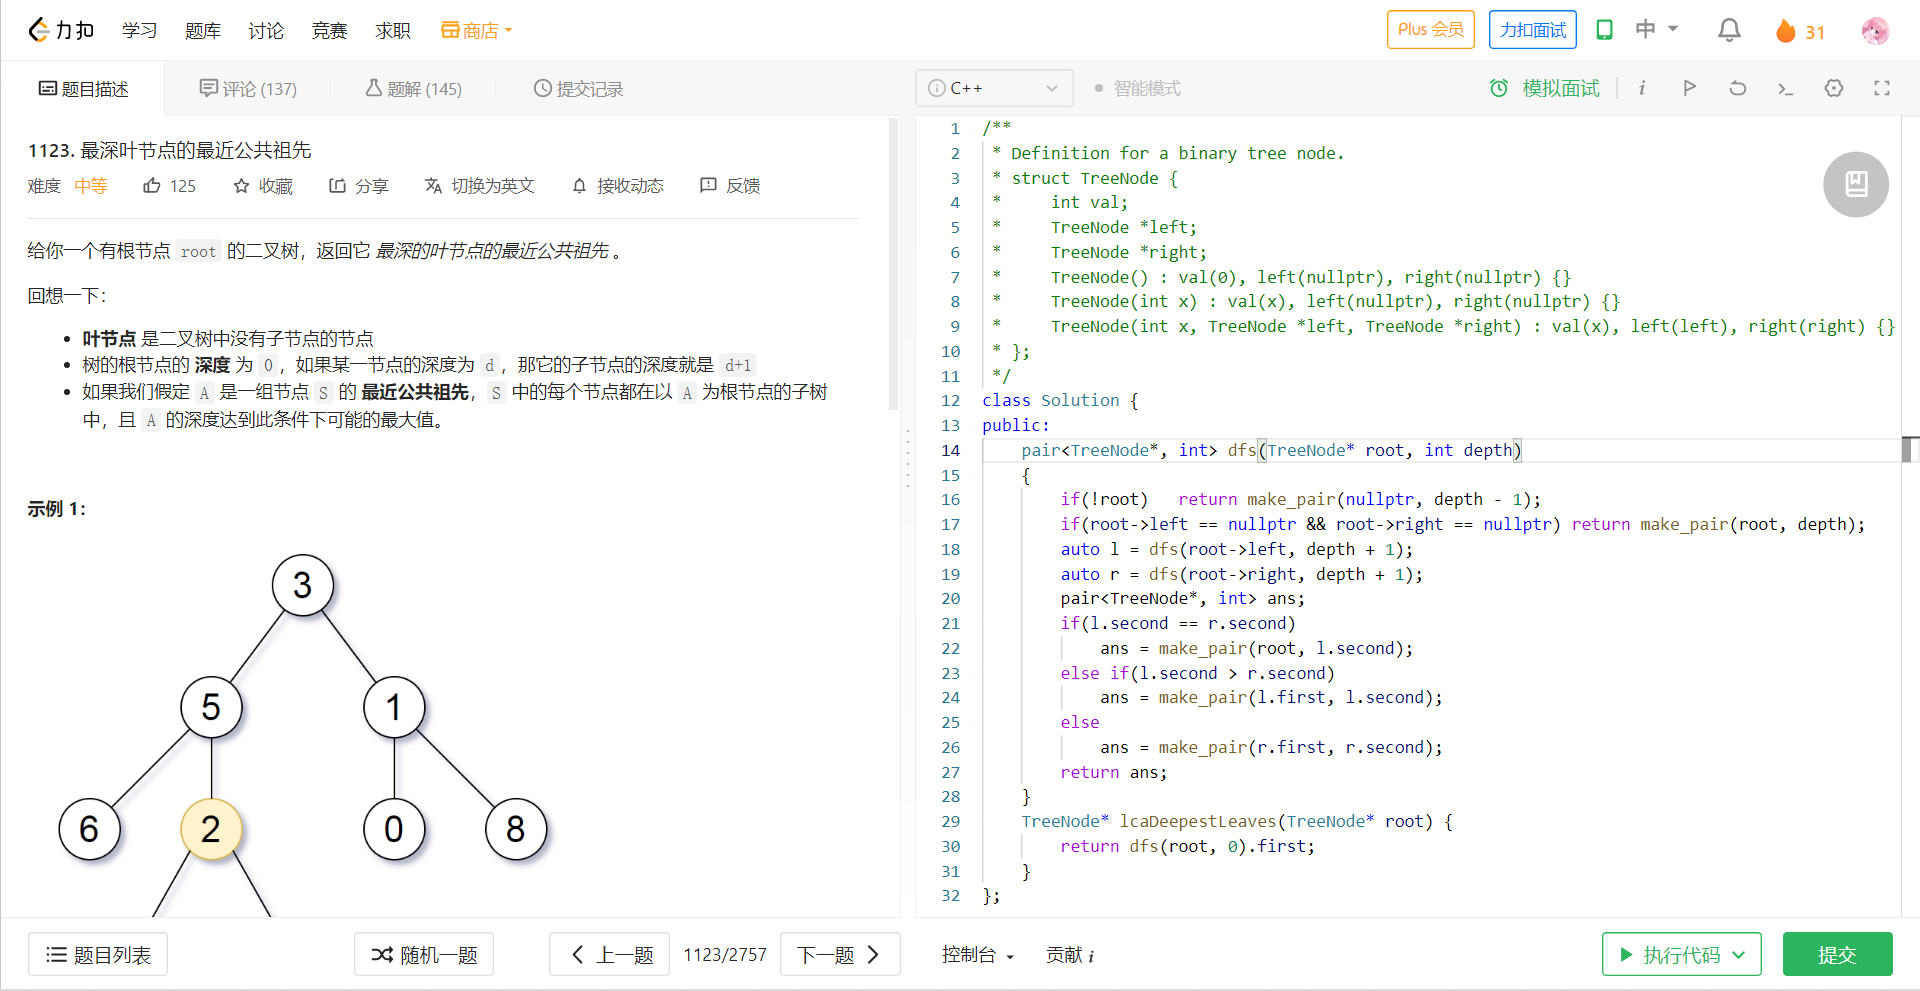 力扣 学习 题库 讨论 竞赛 求职 商店 Plus 会员 力扣面试 中 31
题目描述 评论 (137) 题解 (145) 提交记录
C++ 智能模式 模拟面试 i
1123. 最深叶节点的最近公共祖先
难度 中等 125 收藏 分享 切换为英文 接收动态 反馈
给你一个有根节点 root 的二叉树，返回它 最深的叶节点的最近公共祖先 。
回想一下：
叶节点 是二叉树中没有子节点的节点
树的根节点的 深度 为 0，如果某一节点的深度为 d，那它的子节点的深度就是 d+1
如果我们假定 A 是一组节点 S 的 最近公共祖先，S 中的每个节点都在以 A 为根节点的子树
中，且 A 的深度达到此条件下可能的最大值。
示例 1：
3
5 1
6 2 0 8
1 /**
2  * Definition for a binary tree node.
3  * struct TreeNode {
4  *     int val;
5  *     TreeNode *left;
6  *     TreeNode *right;
7  *     TreeNode() : val(0), left(nullptr), right(nullptr) {}
8  *     TreeNode(int x) : val(x), left(nullptr), right(nullptr) {}
9  *     TreeNode(int x, TreeNode *left, TreeNode *right) : val(x), left(left), right(right) {}
10  * };
11  */
12 class Solution {
13 public:
14     pair<TreeNode*, int> dfs(TreeNode* root, int depth)
15     {
16         if(!root)   return make_pair(nullptr, depth - 1);
17         if(root->left == nullptr && root->right == nullptr) return make_pair(root, depth);
18         auto l = dfs(root->left, depth + 1);
19         auto r = dfs(root->right, depth + 1);
20         pair<TreeNode*, int> ans;
21         if(l.second == r.second)
22             ans = make_pair(root, l.second);
23         else if(l.second > r.second)
24             ans = make_pair(l.first, l.second);
25         else
26             ans = make_pair(r.first, r.second);
27         return ans;
28     }
29     TreeNode* lcaDeepestLeaves(TreeNode* root) {
30         return dfs(root, 0).first;
31     }
32 };
题目列表 随机一题 上一题 1123/2757 下一题 控制台 贡献 i 执行代码 提交